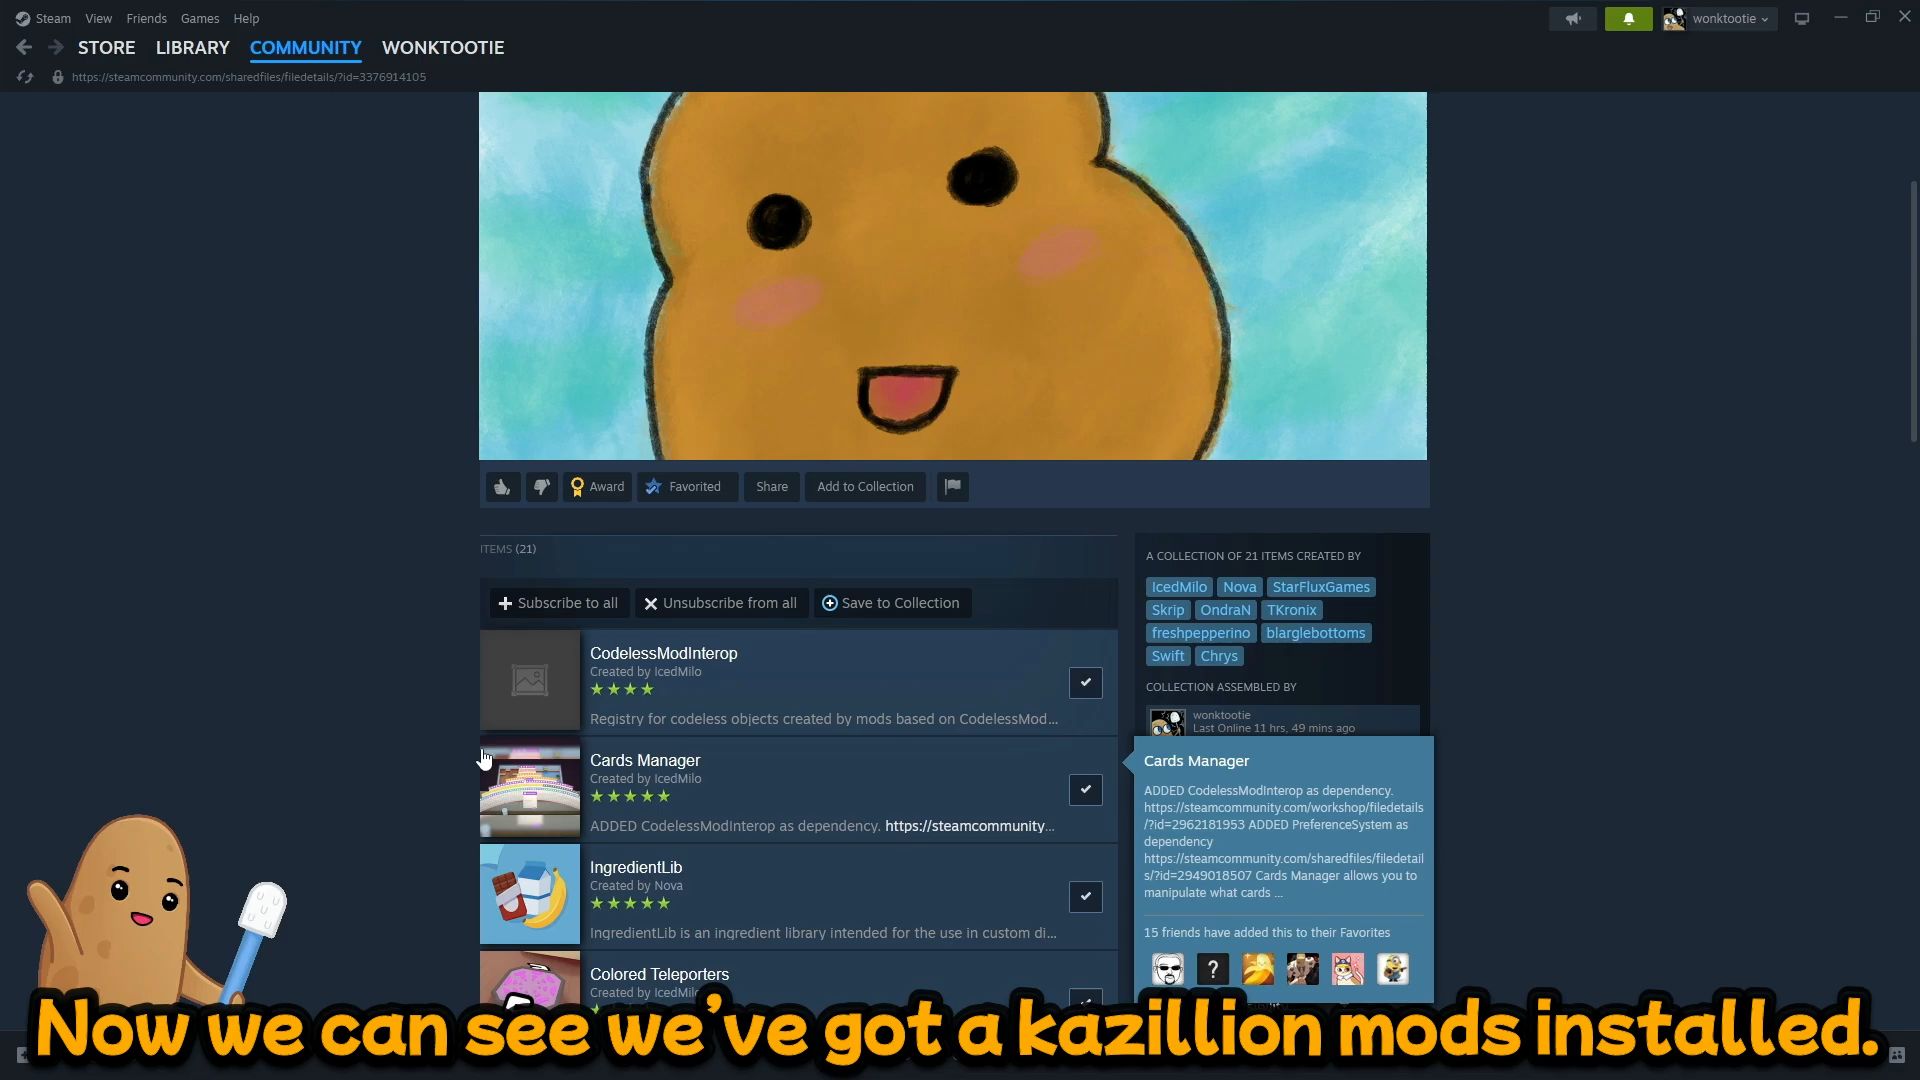 Steam View Friends Games Help
wonktootie
STORE LIBRARY COMMUNITY WONKTOOTIE
https://steamcommunity.com/sharedfiles/filedetails/?id=3376914105
Award Favorited Share Add to Collection
ITEMS (21)
Subscribe to all Unsubscribe from all Save to Collection
CodelessModInterop
Created by IcedMilo
Registry for codeless objects created by mods based on CodelessMod...
Cards Manager
Created by IcedMilo
ADDED CodelessModInterop as dependency. https://steamcommunity...
IngredientLib
Created by Nova
IngredientLib is an ingredient library intended for the use in custom di...
Colored Teleporters
Created by IcedMilo
A COLLECTION OF 21 ITEMS CREATED BY
IcedMilo Nova StarFluxGames
Skrip OndraN TKronix
freshpepperino blarglebottoms
Swift Chrys
COLLECTION ASSEMBLED BY
wonktootie
Last Online 11 hrs, 49 mins ago
Cards Manager
ADDED CodelessModInterop as dependency.
https://steamcommunity.com/workshop/filedetails
/?id=2962181953 ADDED PreferenceSystem as
dependency
https://steamcommunity.com/sharedfiles/filedetail
s/?id=2949018507 Cards Manager allows you to
manipulate what cards ...
15 friends have added this to their Favorites
?
Now we can see we've got a kazillion mods installed.